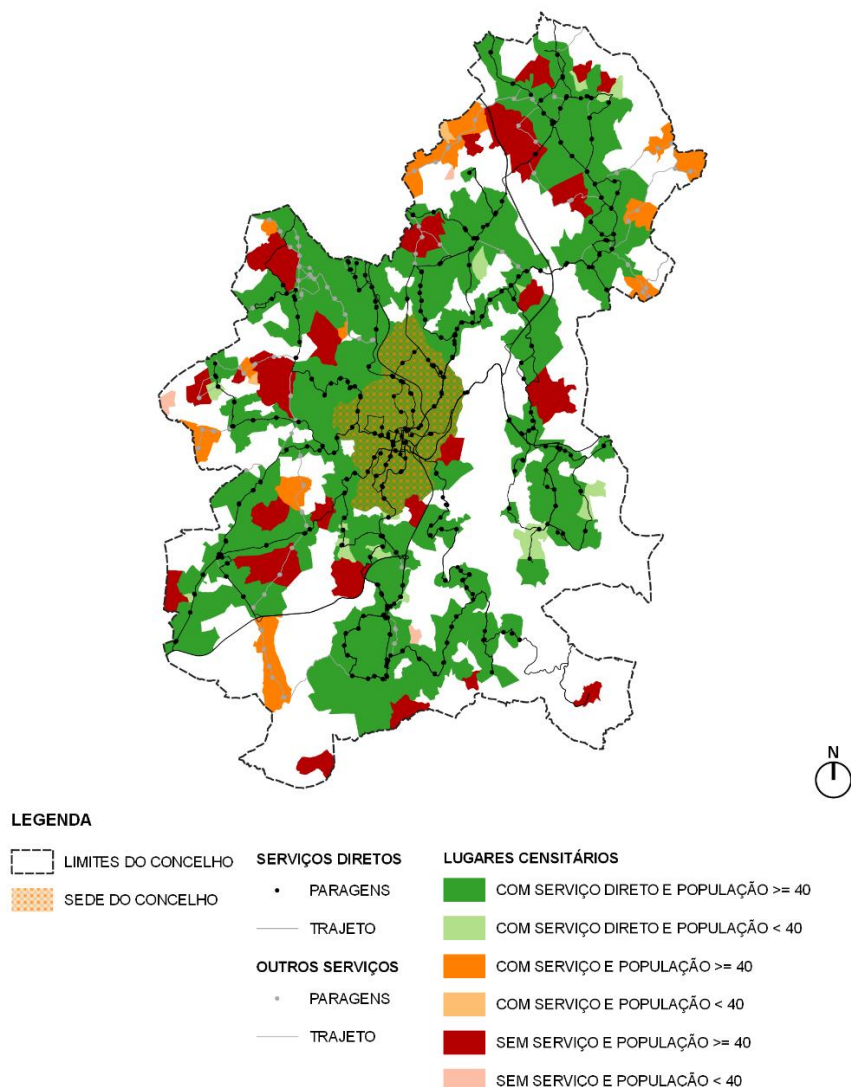 N
LEGENDA
LIMITES DO CONCELHO
SEDE DO CONCELHO
SERVIÇOS DIRETOS
PARAGENS
TRAJETO
OUTROS SERVIÇOS
PARAGENS
TRAJETO
LUGARES CENSITÁRIOS
COM SERVIÇO DIRETO E POPULAÇÃO >= 40
COM SERVIÇO DIRETO E POPULAÇÃO < 40
COM SERVIÇO E POPULAÇÃO >= 40
COM SERVIÇO E POPULAÇÃO < 40
SEM SERVIÇO E POPULAÇÃO >= 40
SEM SERVIÇO E POPULAÇÃO < 40